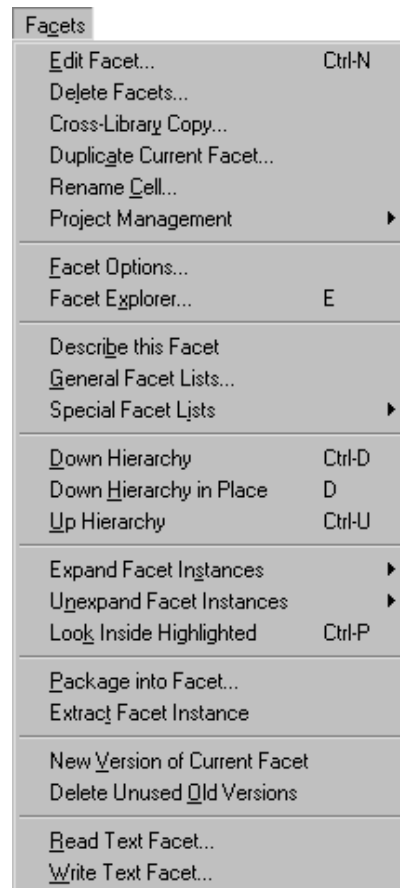 Facets
Edit Facet... Ctrl-N
Delete Facets...
Cross-Library Copy...
Duplicate Current Facet...
Rename Cell...
Project Management
Facet Options...
Facet Explorer... E
Describe this Facet
General Facet Lists...
Special Facet Lists
Down Hierarchy Ctrl-D
Down Hierarchy in Place D
Up Hierarchy Ctrl-U
Expand Facet Instances
Unexpand Facet Instances
Look Inside Highlighted Ctrl-P
Package into Facet...
Extract Facet Instance
New Version of Current Facet
Delete Unused Old Versions
Read Text Facet...
Write Text Facet...